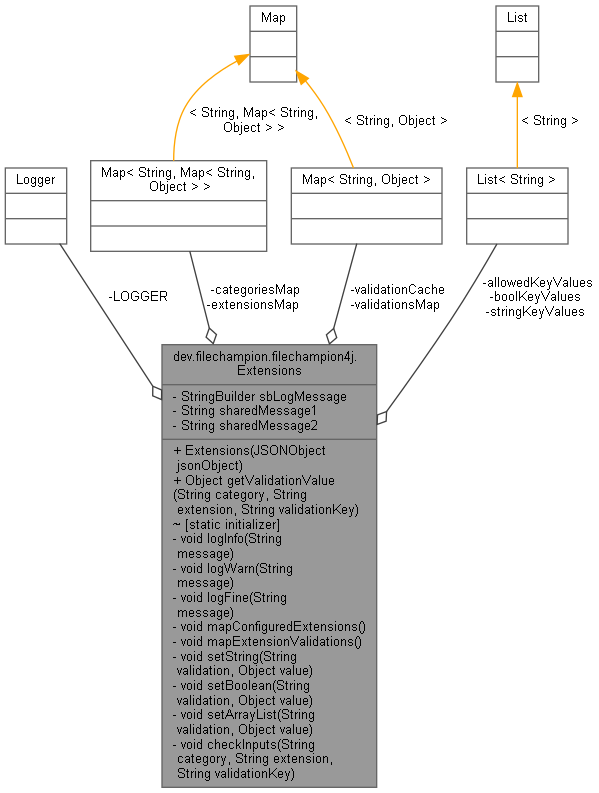 Map
List
< String, Map< String,
Object > >
< String, Object >
< String >
Logger
Map< String, Map< String,
Object > >
Map< String, Object >
List< String >
-LOGGER
-categoriesMap
-extensionsMap
-validationCache
-validationsMap
-allowedKeyValues
-boolKeyValues
-stringKeyValues
dev.filechampion.filechampion4j.
Extensions
- StringBuilder sbLogMessage
- String sharedMessage1
- String sharedMessage2
+ Extensions(JSONObject
jsonObject)
+ Object getValidationValue
(String category, String
extension, String validationKey)
~ [static initializer]
- void logInfo(String
message)
- void logWarn(String
message)
- void logFine(String
message)
- void mapConfiguredExtensions()
- void mapExtensionValidations()
- void setString(String
validation, Object value)
- void setBoolean(String
validation, Object value)
- void setArrayList(String
validation, Object value)
- void checkInputs(String
category, String extension,
String validationKey)